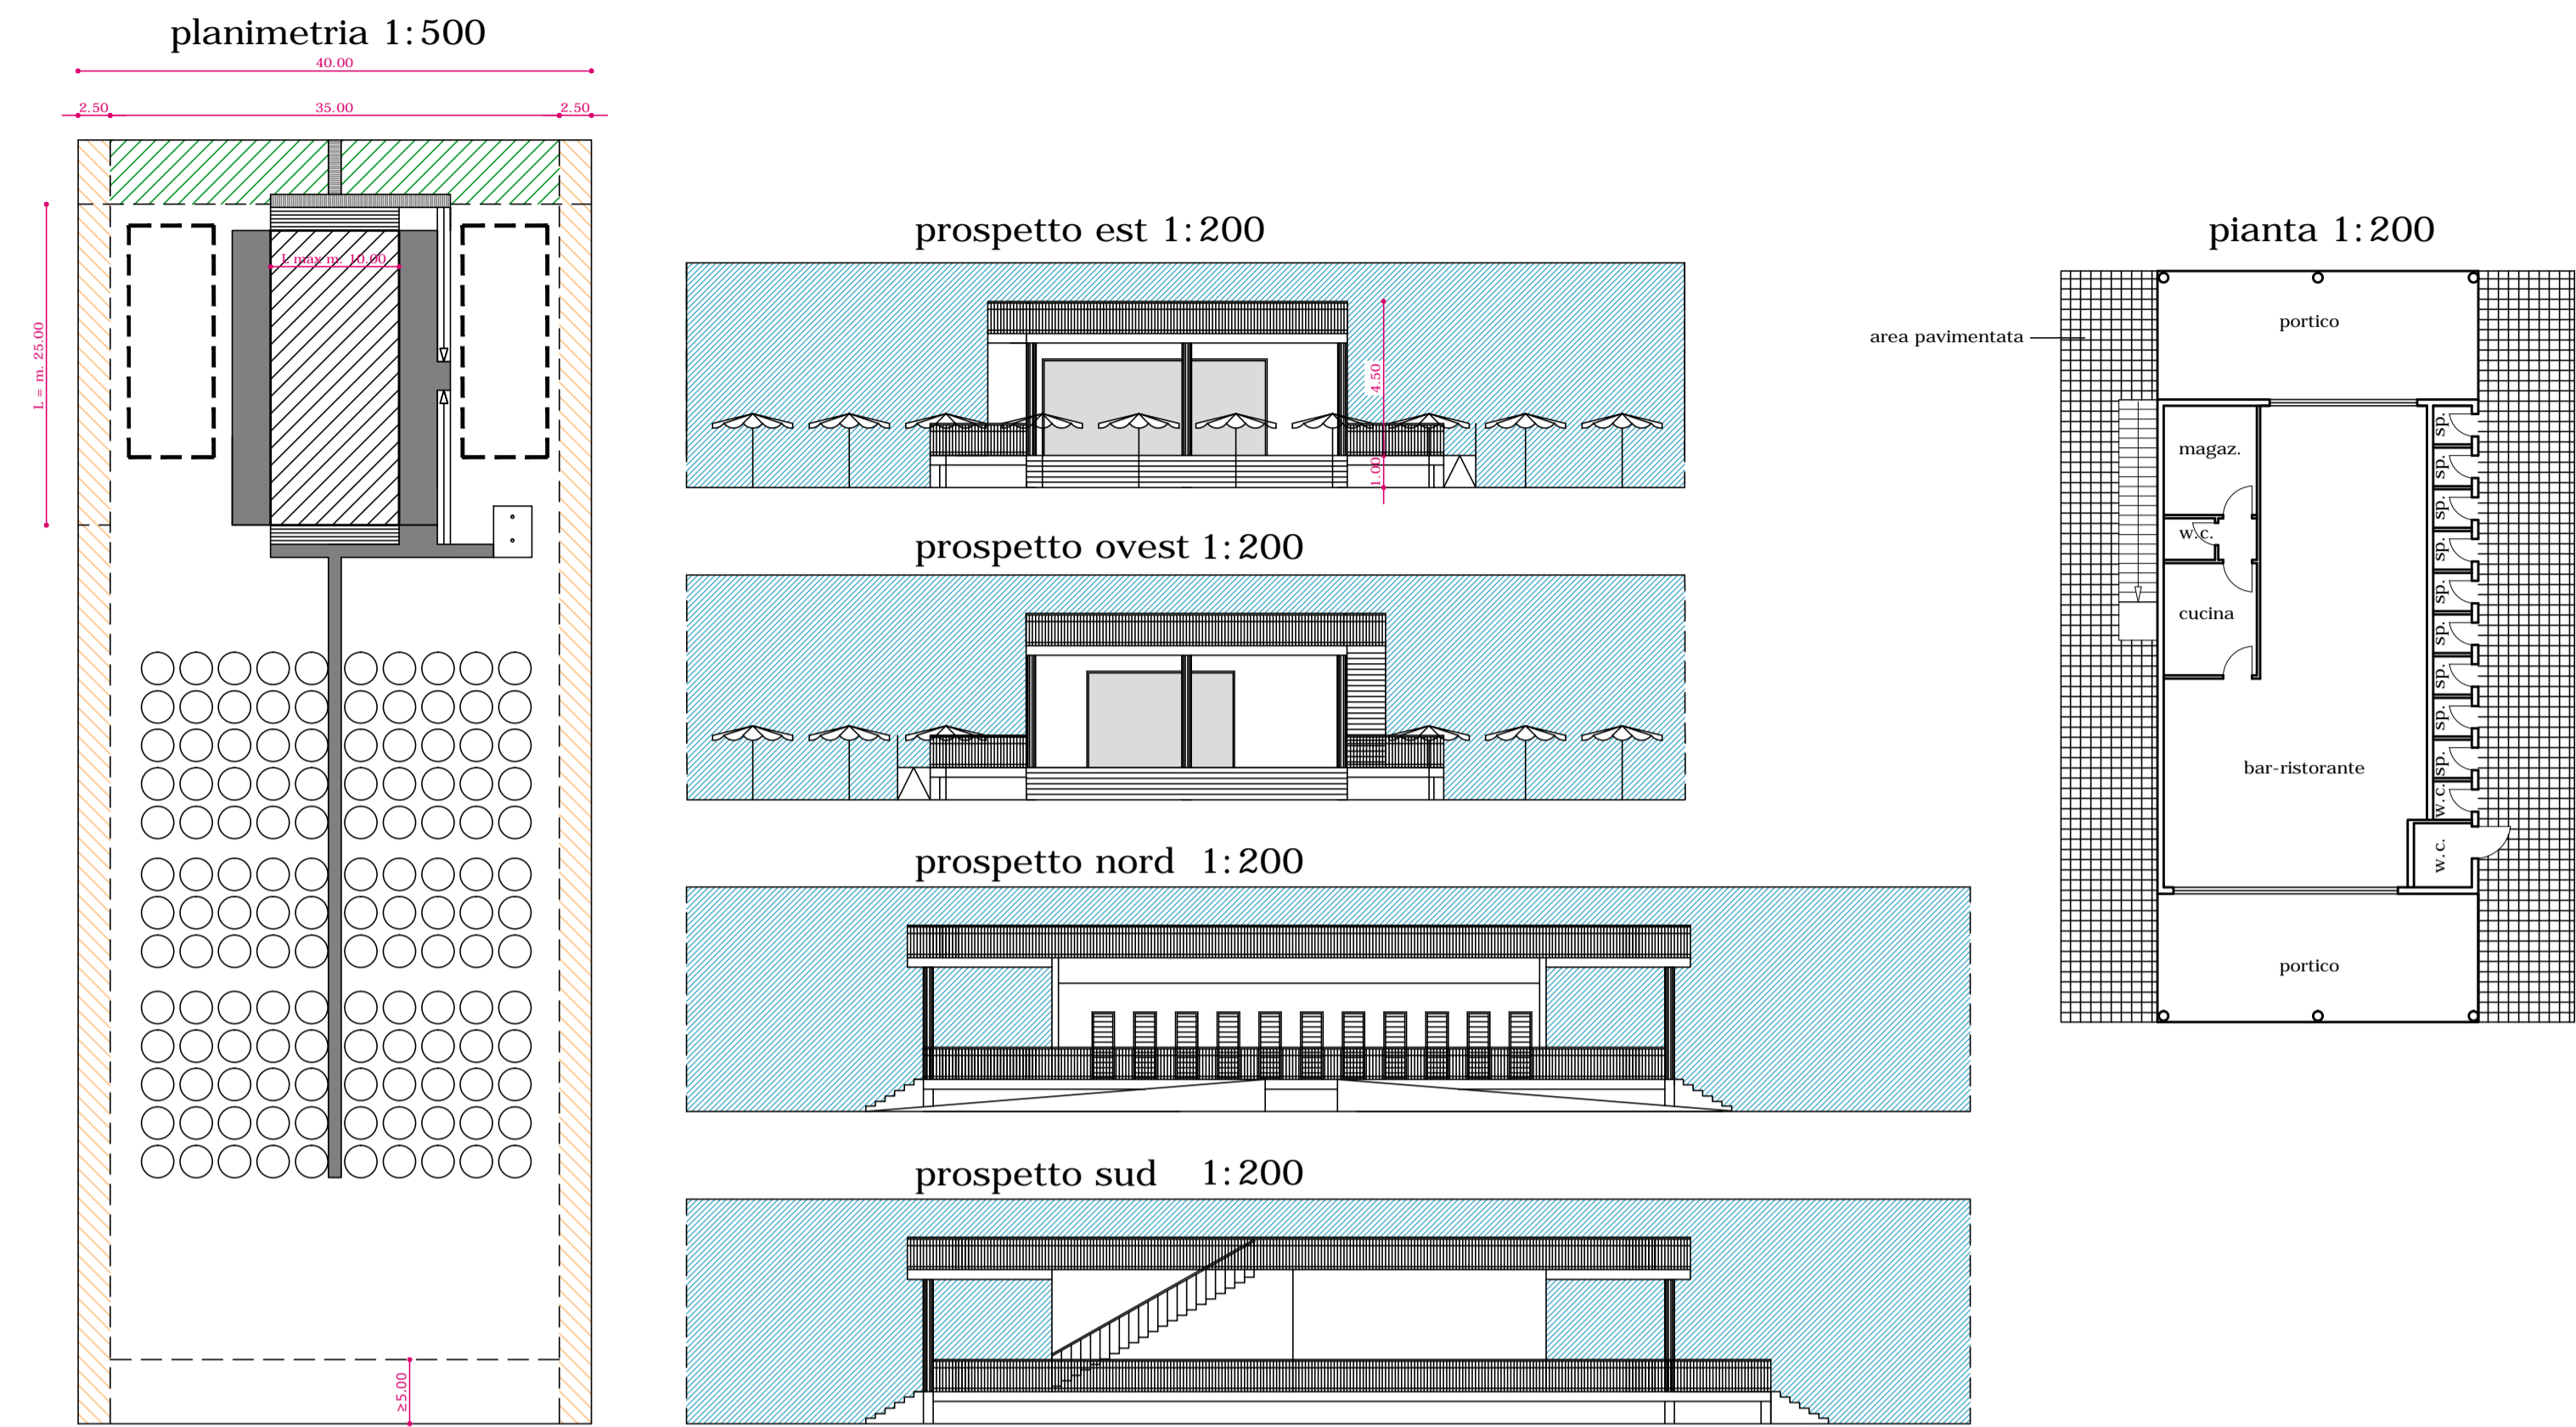 planimetria 1:500
40.00
2.50
35.00
2.50
L max m. 10.00
L = m. 25.00
≥5.00
prospetto est 1:200
4.50
1.00
prospetto ovest 1:200
prospetto nord 1:200
prospetto sud 1:200
pianta 1:200
area pavimentata
portico
magaz.
w.c.
cucina
bar-ristorante
sp.
sp.
sp.
sp.
sp.
sp.
sp.
sp.
sp.
w.c.
w.c.
portico